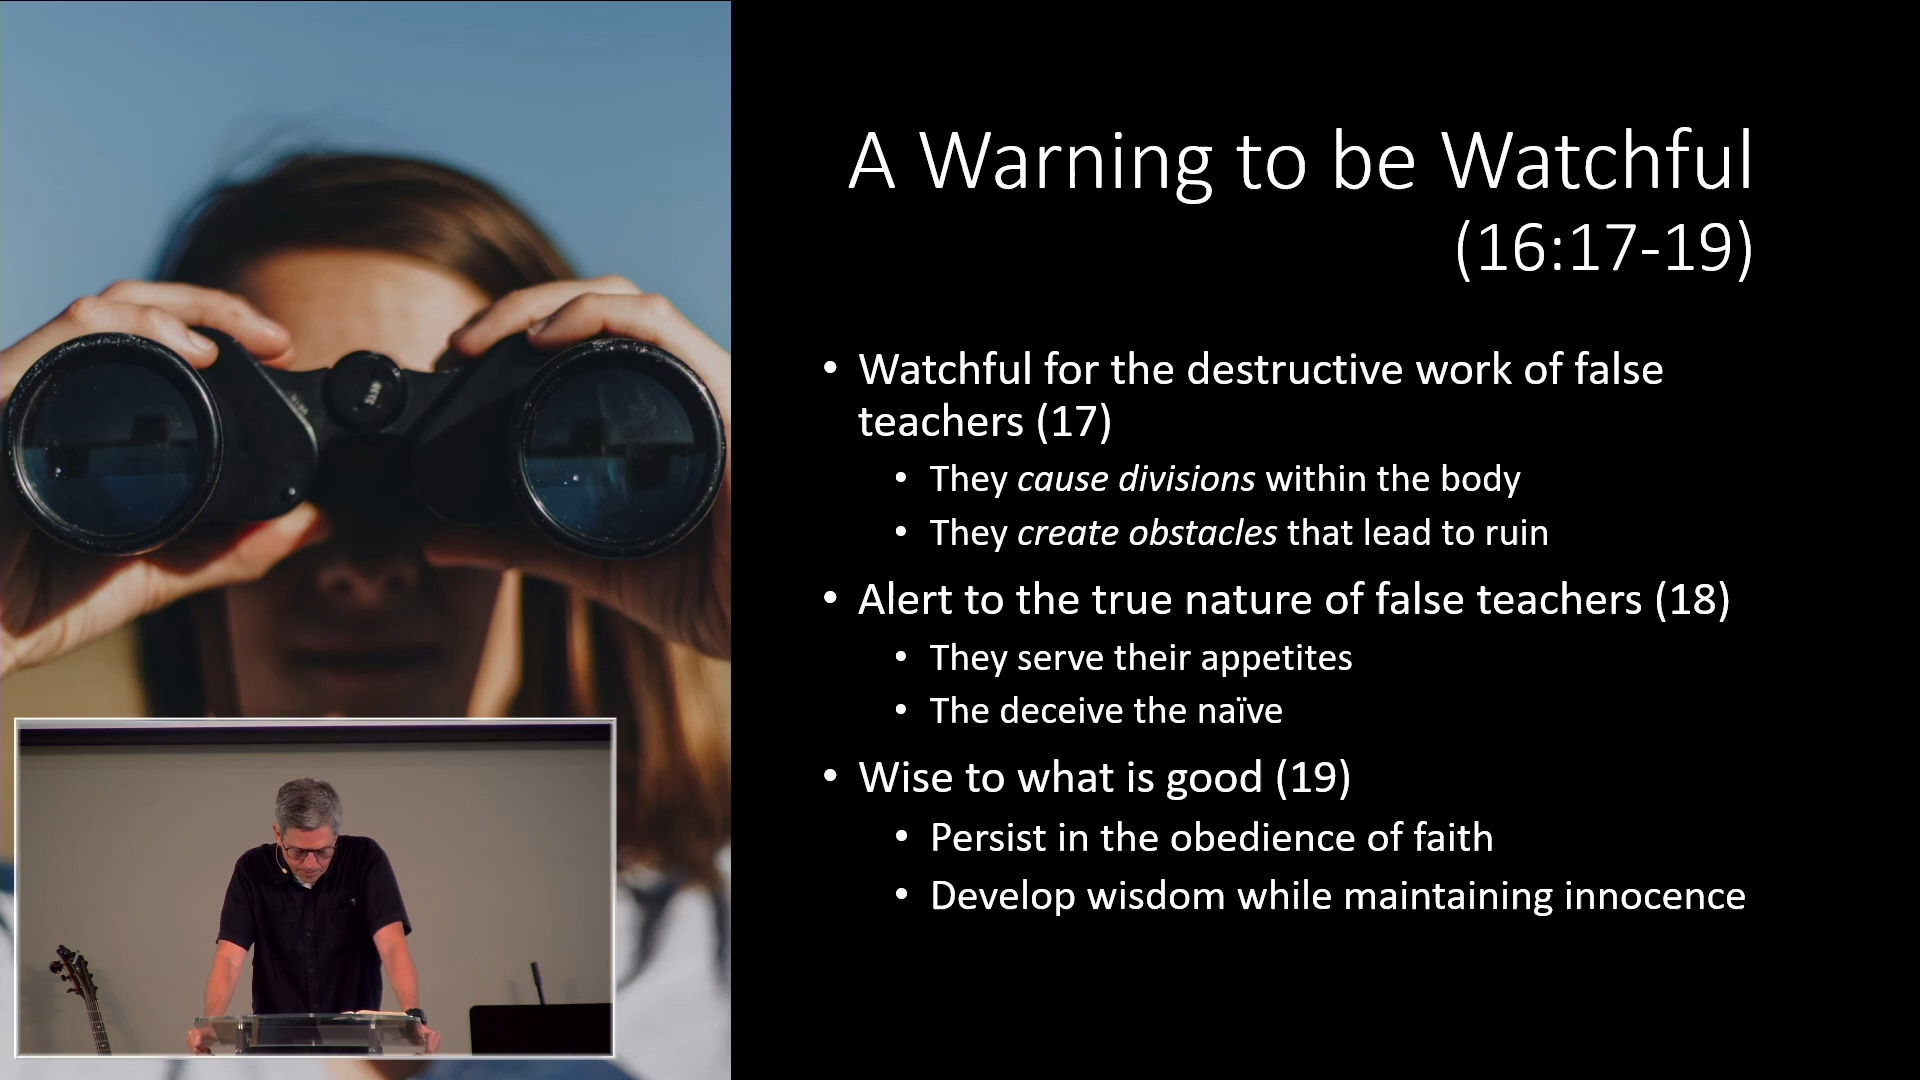 A Warning to be Watchful
(16:17-19)
• Watchful for the destructive work of false
teachers (17)
• They cause divisions within the body
• They create obstacles that lead to ruin
• Alert to the true nature of false teachers (18)
• They serve their appetites
• The deceive the naïve
• Wise to what is good (19)
• Persist in the obedience of faith
• Develop wisdom while maintaining innocence